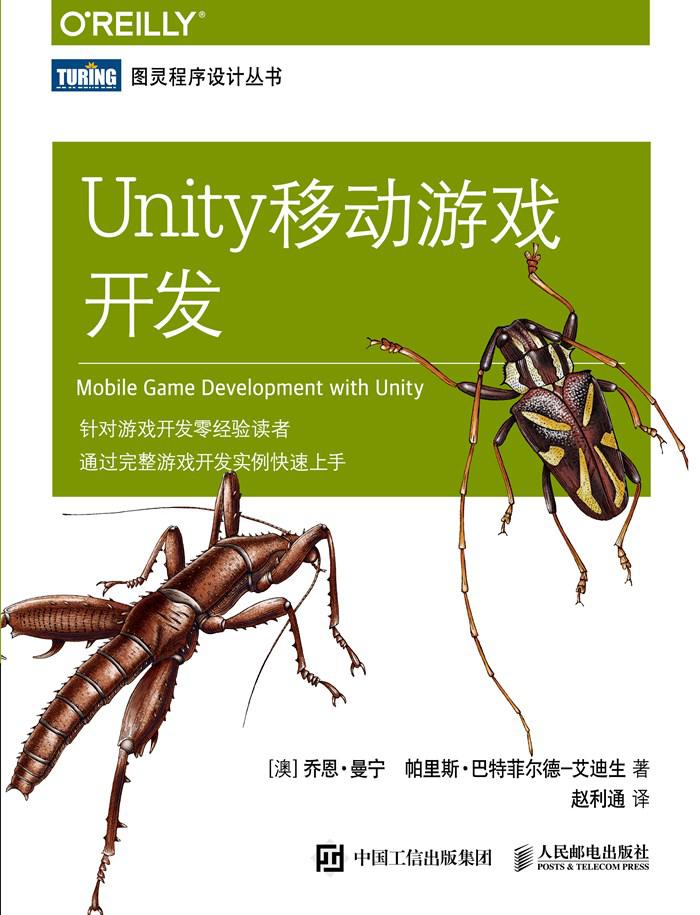 O'REILLY®
TURING 图灵程序设计丛书
Unity移动游戏
开发
Mobile Game Development with Unity
针对游戏开发零经验读者
通过完整游戏开发实例快速上手
[澳] 乔恩·曼宁 帕里斯·巴特菲尔德-艾迪生 著
赵利通 译
中国工信出版集团 人民邮电出版社
POSTS & TELECOM PRESS